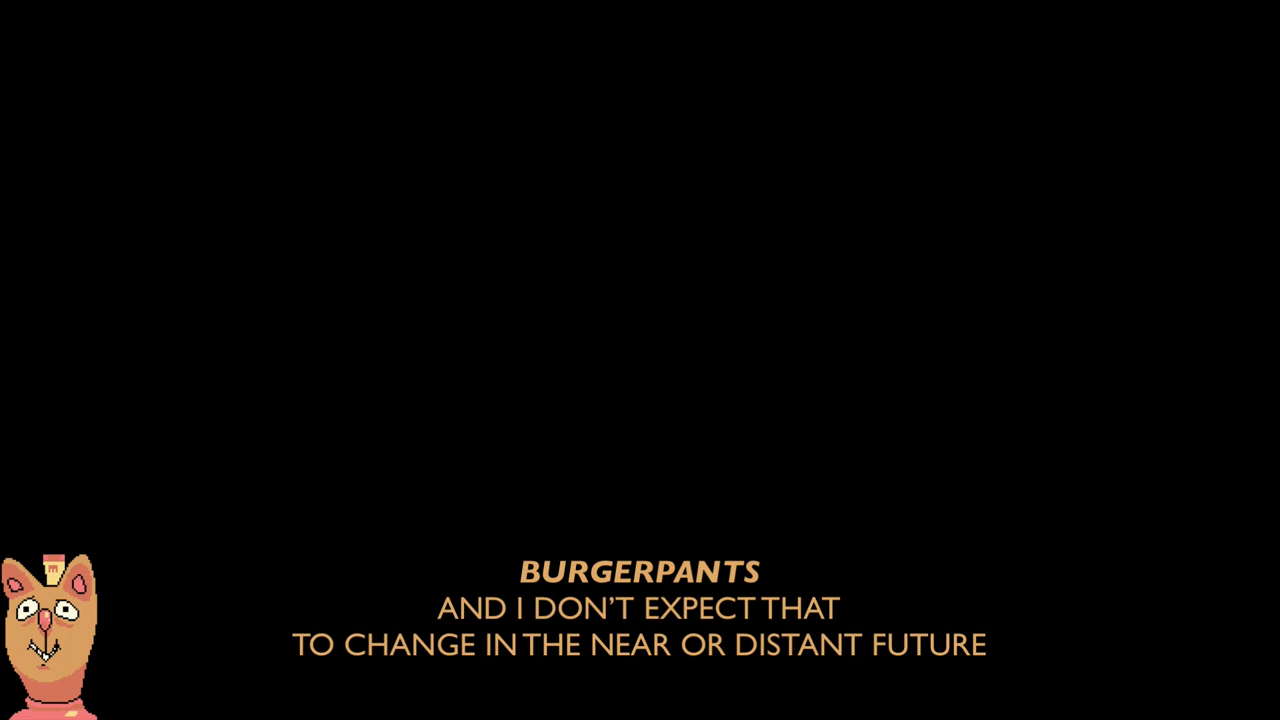 BURGERPANTS
AND I DON'T EXPECT THAT
TO CHANGE IN THE NEAR OR DISTANT FUTURE